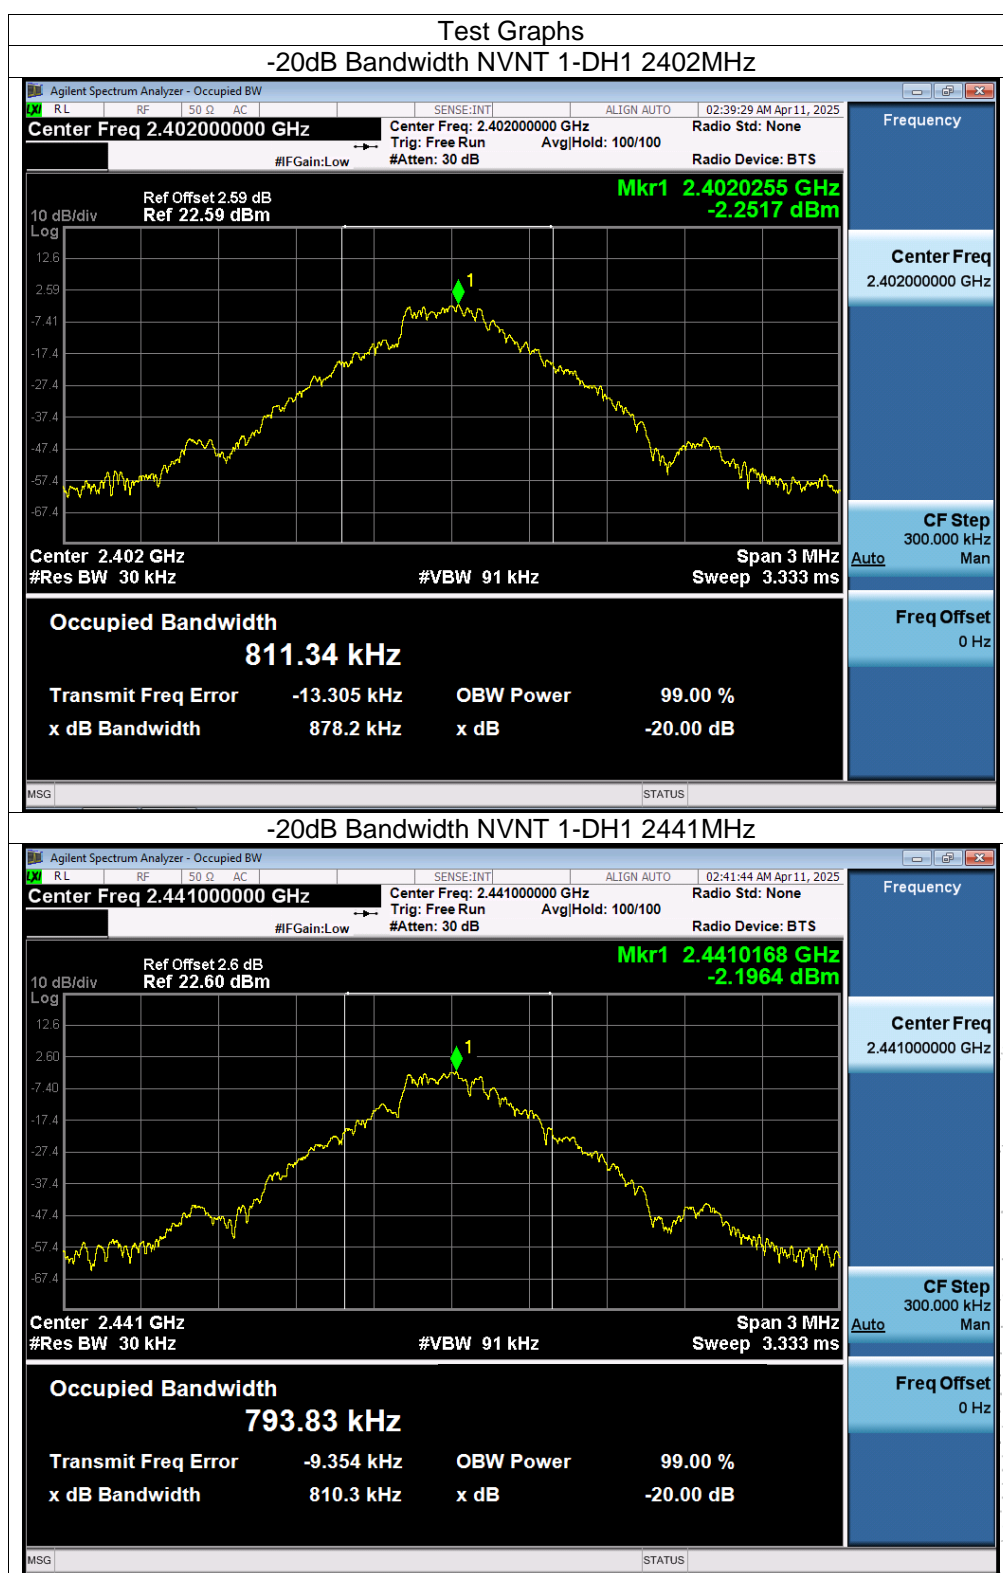 Test Graphs
-20dB Bandwidth NVNT 1-DH1 2402MHz
Agilent Spectrum Analyzer - Occupied BW
LXI RL RF 50 Ω AC SENSE:INT ALIGN AUTO 02:39:29 AM Apr 11, 2025
Center Freq 2.402000000 GHz
Center Freq: 2.402000000 GHz Radio Std: None
Trig: Free Run Avg|Hold: 100/100
#IFGain:Low #Atten: 30 dB Radio Device: BTS
Frequency
Mkr1 2.4020255 GHz
-2.2517 dBm
Ref Offset 2.59 dB
10 dB/div Ref 22.59 dBm
Log
12.6
2.59
-7.41
-17.4
-27.4
-37.4
-47.4
-57.4
-67.4
1
Center Freq
2.402000000 GHz
CF Step
300.000 kHz
Auto Man
Center 2.402 GHz Span 3 MHz
#Res BW 30 kHz #VBW 91 kHz Sweep 3.333 ms
Freq Offset
0 Hz
Occupied Bandwidth
811.34 kHz
Transmit Freq Error -13.305 kHz OBW Power 99.00 %
x dB Bandwidth 878.2 kHz x dB -20.00 dB
MSG STATUS
-20dB Bandwidth NVNT 1-DH1 2441MHz
Agilent Spectrum Analyzer - Occupied BW
LXI RL RF 50 Ω AC SENSE:INT ALIGN AUTO 02:41:44 AM Apr 11, 2025
Center Freq 2.441000000 GHz
Center Freq: 2.441000000 GHz Radio Std: None
Trig: Free Run Avg|Hold: 100/100
#IFGain:Low #Atten: 30 dB Radio Device: BTS
Frequency
Mkr1 2.4410168 GHz
-2.1964 dBm
Ref Offset 2.6 dB
10 dB/div Ref 22.60 dBm
Log
12.6
2.60
-7.40
-17.4
-27.4
-37.4
-47.4
-57.4
-67.4
1
Center Freq
2.441000000 GHz
CF Step
300.000 kHz
Auto Man
Center 2.441 GHz Span 3 MHz
#Res BW 30 kHz #VBW 91 kHz Sweep 3.333 ms
Freq Offset
0 Hz
Occupied Bandwidth
793.83 kHz
Transmit Freq Error -9.354 kHz OBW Power 99.00 %
x dB Bandwidth 810.3 kHz x dB -20.00 dB
MSG STATUS